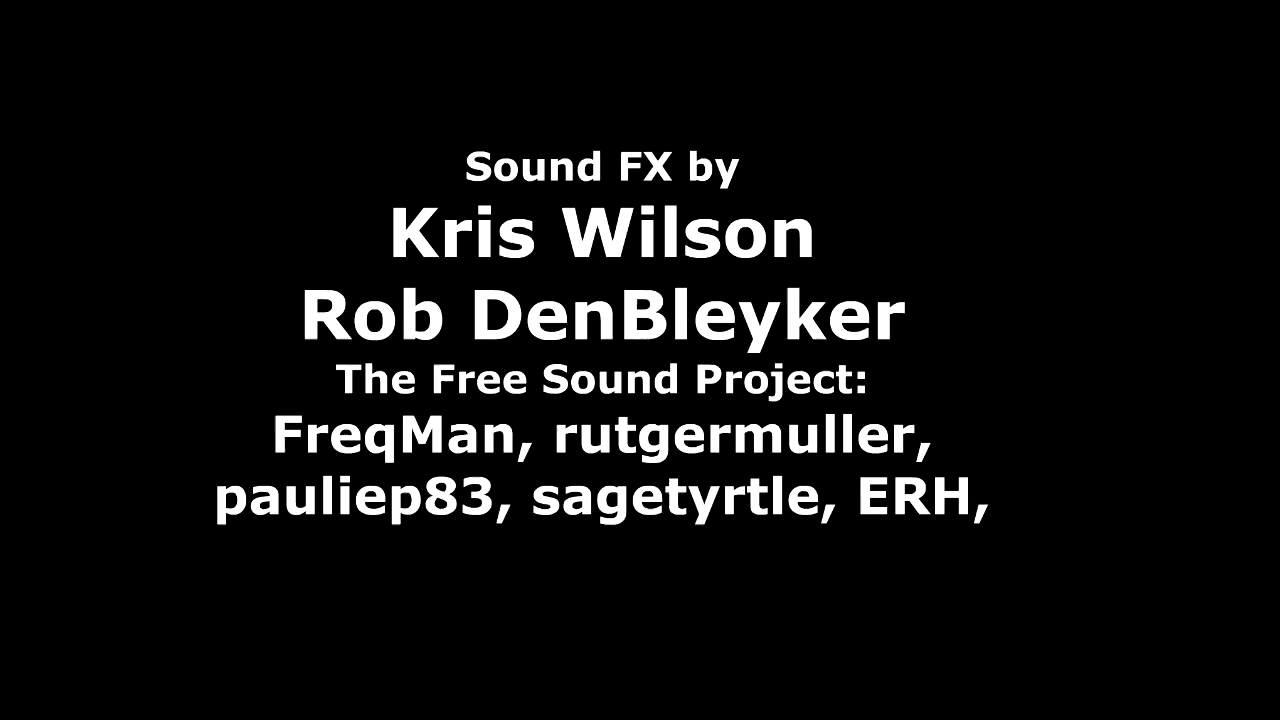 Sound FX by
Kris Wilson
Rob DenBleyker
The Free Sound Project:
FreqMan, rutgermuller,
pauliep83, sagetyrtle, ERH,